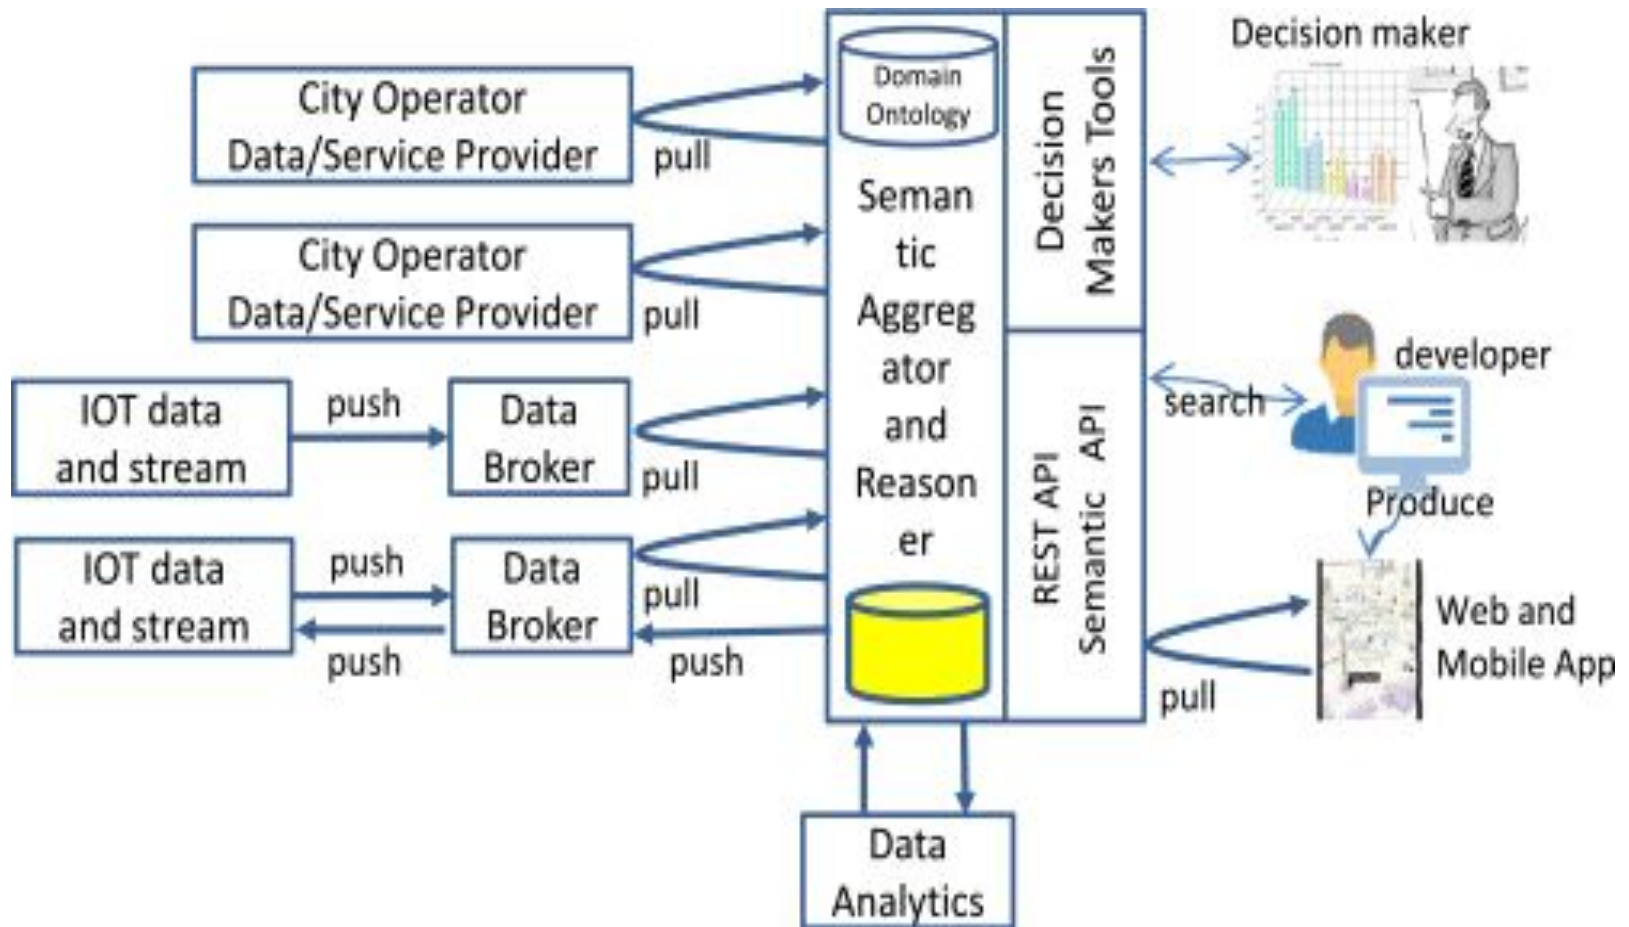 Decision maker
City Operator
Data/Service Provider
pull
Domain
Ontology
Decision
Makers Tools
City Operator
Data/Service Provider
pull
Seman
tic
Aggreg
ator
and
Reason
er
developer
search
Produce
IOT data
and stream
push
Data
Broker
pull
REST API
Semantic API
IOT data
and stream
push
push
Data
Broker
pull
push
Web and
Mobile App
pull
Data
Analytics